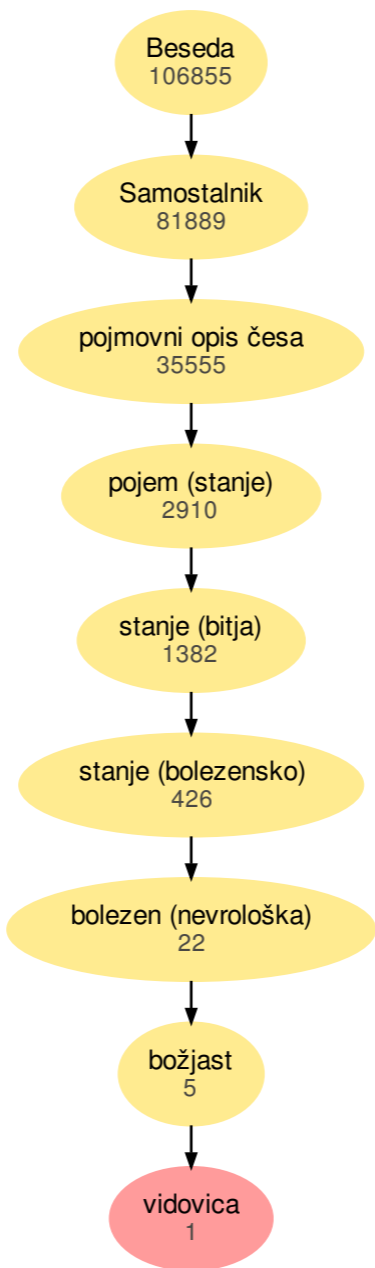 Beseda
106855
Samostalnik
81889
pojmovni opis česa
35555
pojem (stanje)
2910
stanje (bitja)
1382
stanje (bolezensko)
426
bolezen (nevrološka)
22
božjast
5
vidovica
1